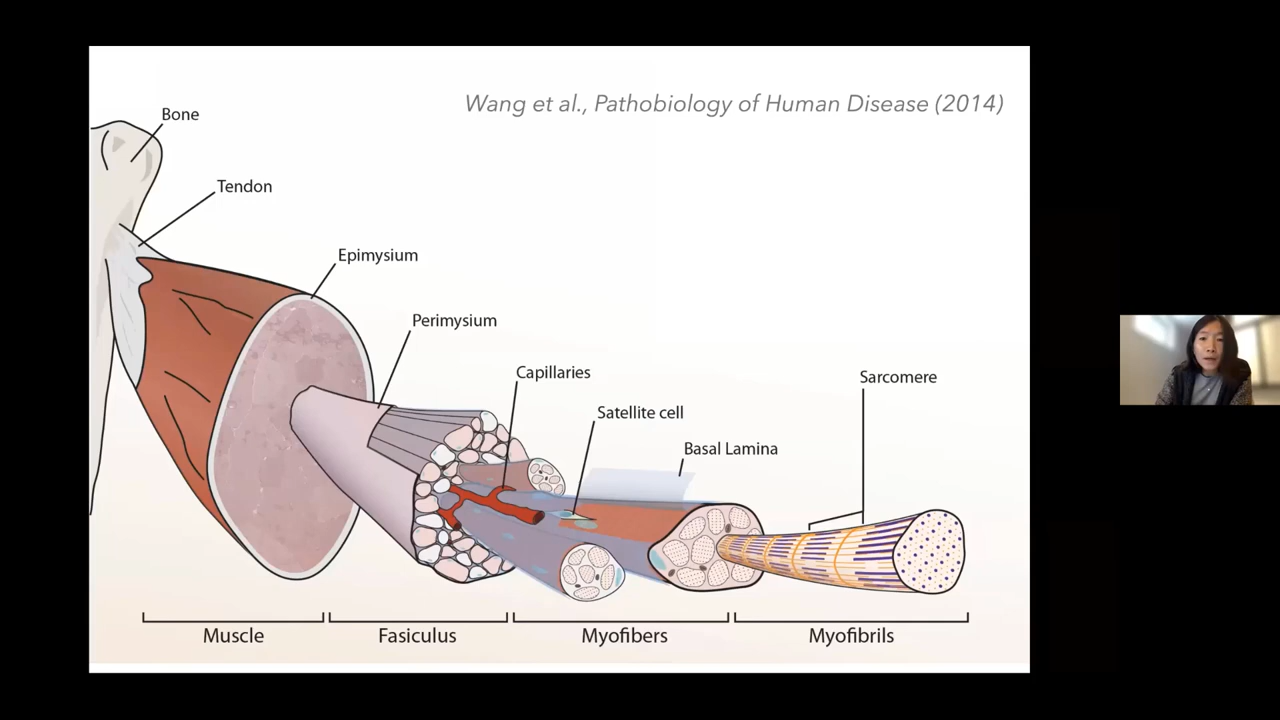 Wang et al., Pathobiology of Human Disease (2014)
Bone
Tendon
Epimysium
Perimysium
Capillaries
Satellite cell
Basal Lamina
Sarcomere
Muscle
Fasiculus
Myofibers
Myofibrils